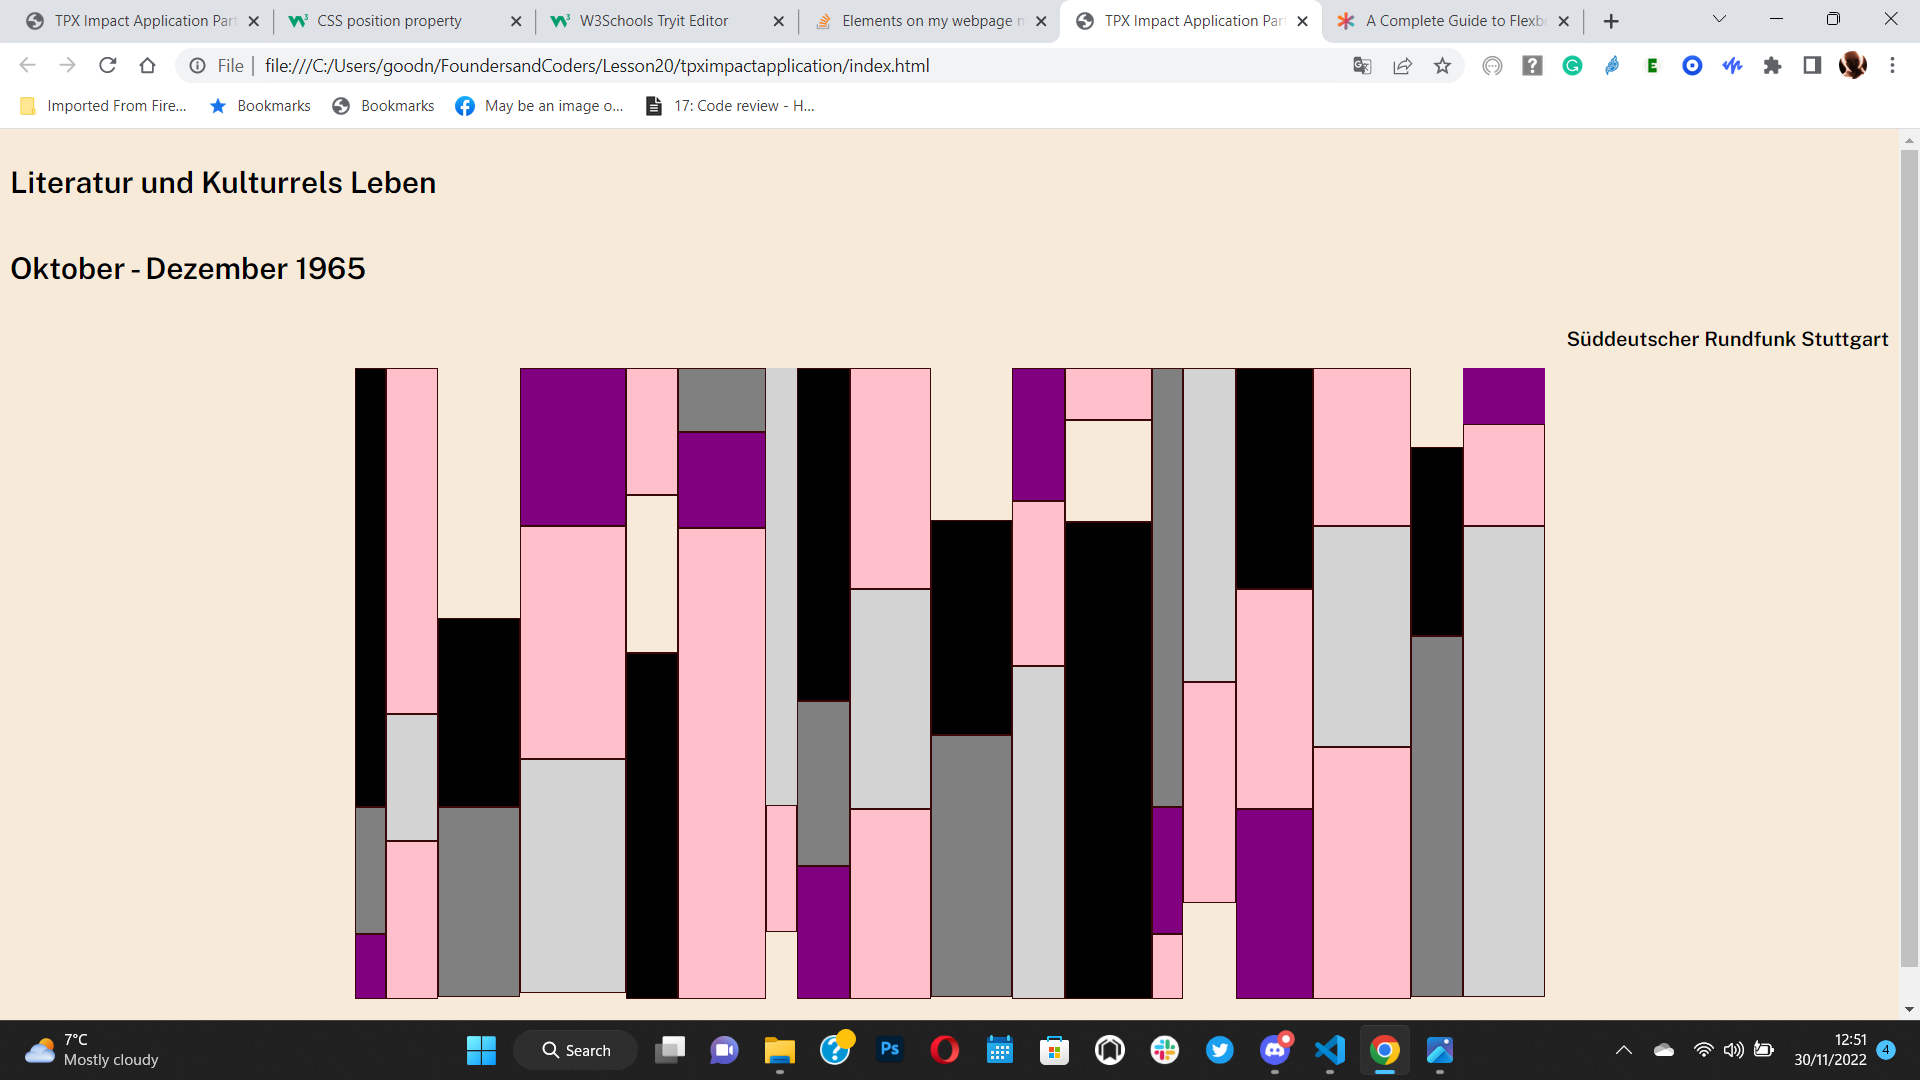 TPX Impact Application Par
CSS position property
W3Schools Tryit Editor
Elements on my webpage
TPX Impact Application Par
A Complete Guide to Flexb
File
file:///C:/Users/goodn/FoundersandCoders/Lesson20/tpximpactapplication/index.html
Imported From Fire...
Bookmarks
Bookmarks
May be an image o...
17: Code review - H...
Literatur und Kulturrels Leben
Oktober - Dezember 1965
Süddeutscher Rundfunk Stuttgart
7°C
Mostly cloudy
Search
Ps
12:51
30/11/2022
4